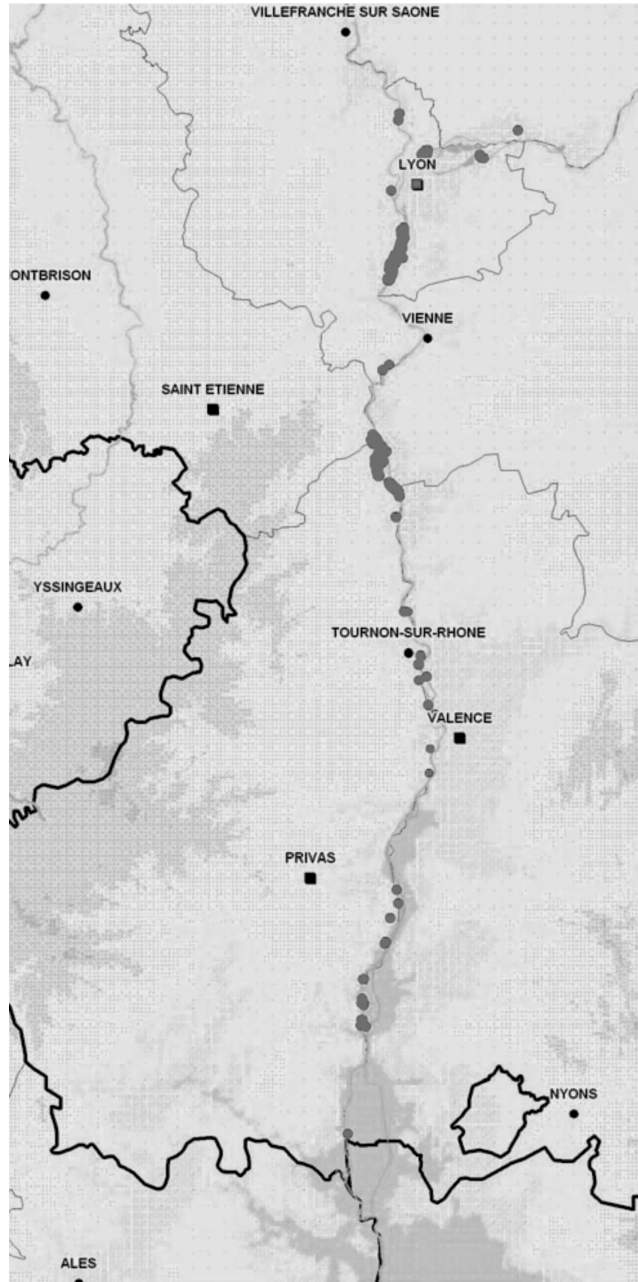 VILLEFRANCHE SUR SAONE
LYON
ONTBRISON
VIENNE
SAINT ETIENNE
YSSINGEAUX
TOURNON-SUR-RHONE
LAY
VALENCE
PRIVAS
NYONS
ALES